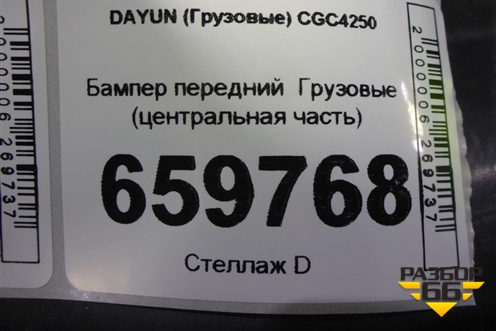 DAYUN (Грузовые) CGC4250
Бампер передний Грузовые
(центральная часть)
659768
Стеллаж D
2000006269737
2000006269737
РАЗБОР
66